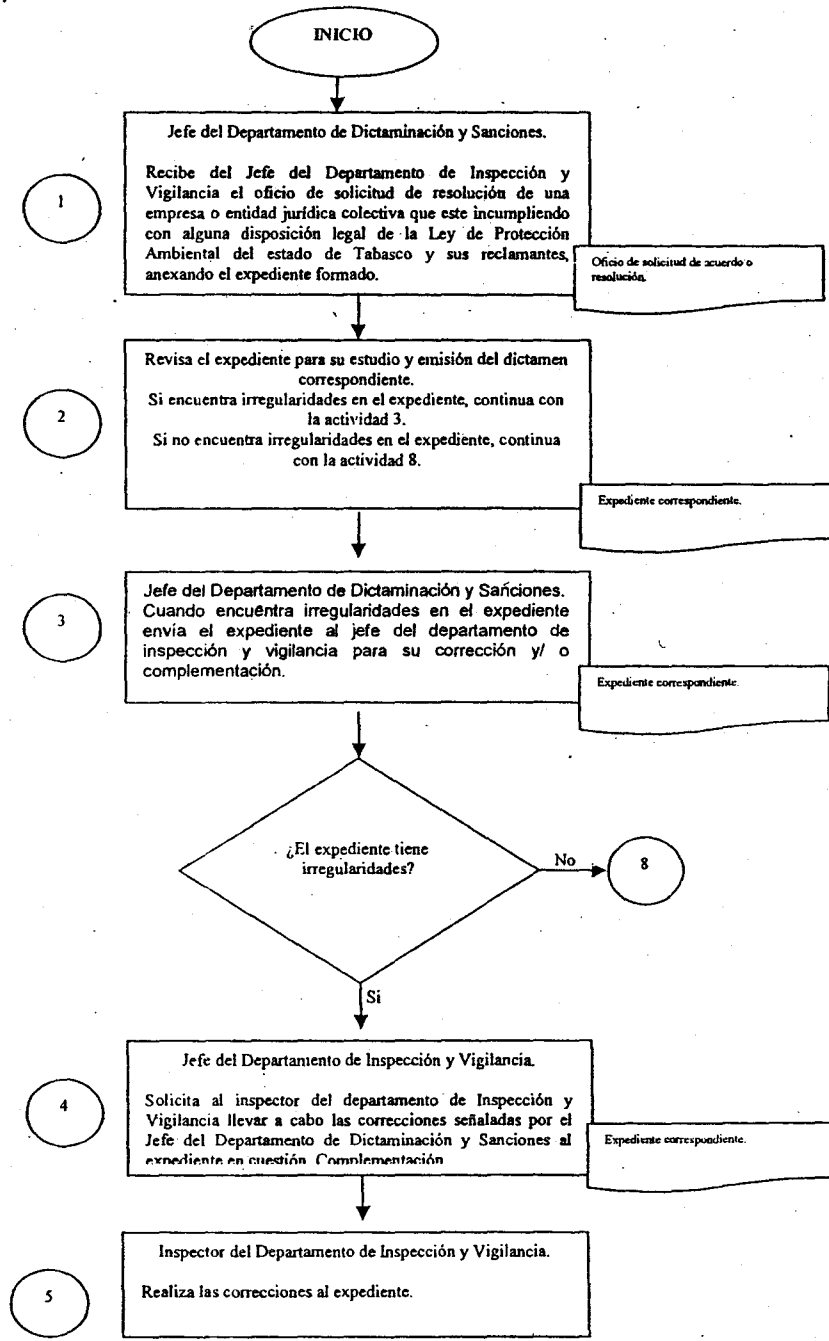 INICIO
Jefe del Departamento de Dictaminación y Sanciones.
1
Recibe del Jefe del Departamento de Inspección y
Vigilancia el oficio de solicitud de resolución de una
empresa o entidad jurídica colectiva que este incumpliendo
con alguna disposición legal de la Ley de Protección
Ambiental del estado de Tabasco y sus reclamantes,
anexando el expediente formado.
Oficio de solicitud de acuerdo o
resolución.
2
Revisa el expediente para su estudio y emisión del dictamen
correspondiente.
Si encuentra irregularidades en el expediente, continua con
la actividad 3.
Si no encuentra irregularidades en el expediente, continua
con la actividad 8.
Expediente correspondiente.
3
Jefe del Departamento de Dictaminación y Sanciones.
Cuando encuentra irregularidades en el expediente
envía el expediente al jefe del departamento de
inspección y vigilancia para su corrección y/ o
complementación.
Expediente correspondiente.
¿El expediente tiene
irregularidades?
No
8
Si
4
Jefe del Departamento de Inspección y Vigilancia.
Solicita al inspector del departamento de Inspección y
Vigilancia llevar a cabo las correcciones señaladas por el
Jefe del Departamento de Dictaminación y Sanciones al
expediente en cuestión. Complementación
Expediente correspondiente.
5
Inspector del Departamento de Inspección y Vigilancia.
Realiza las correcciones al expediente.